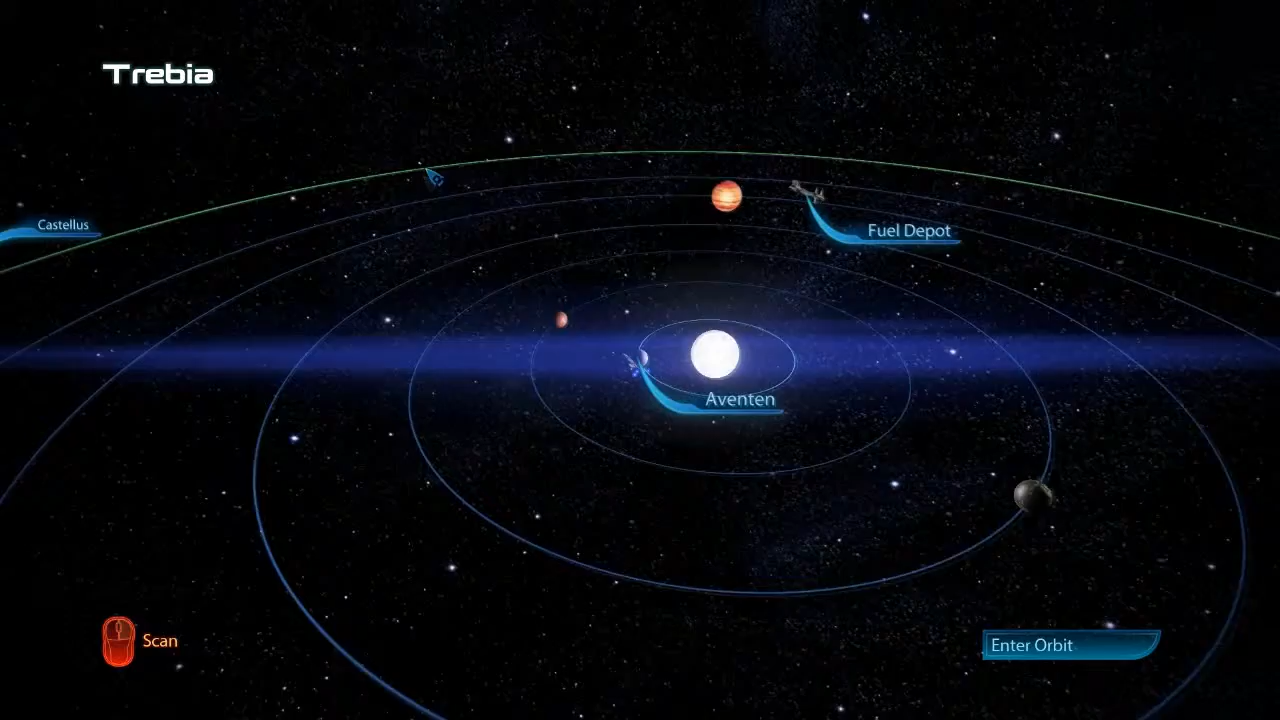 Trebia
Castellus
Fuel Depot
Aventen
Scan
Enter Orbit